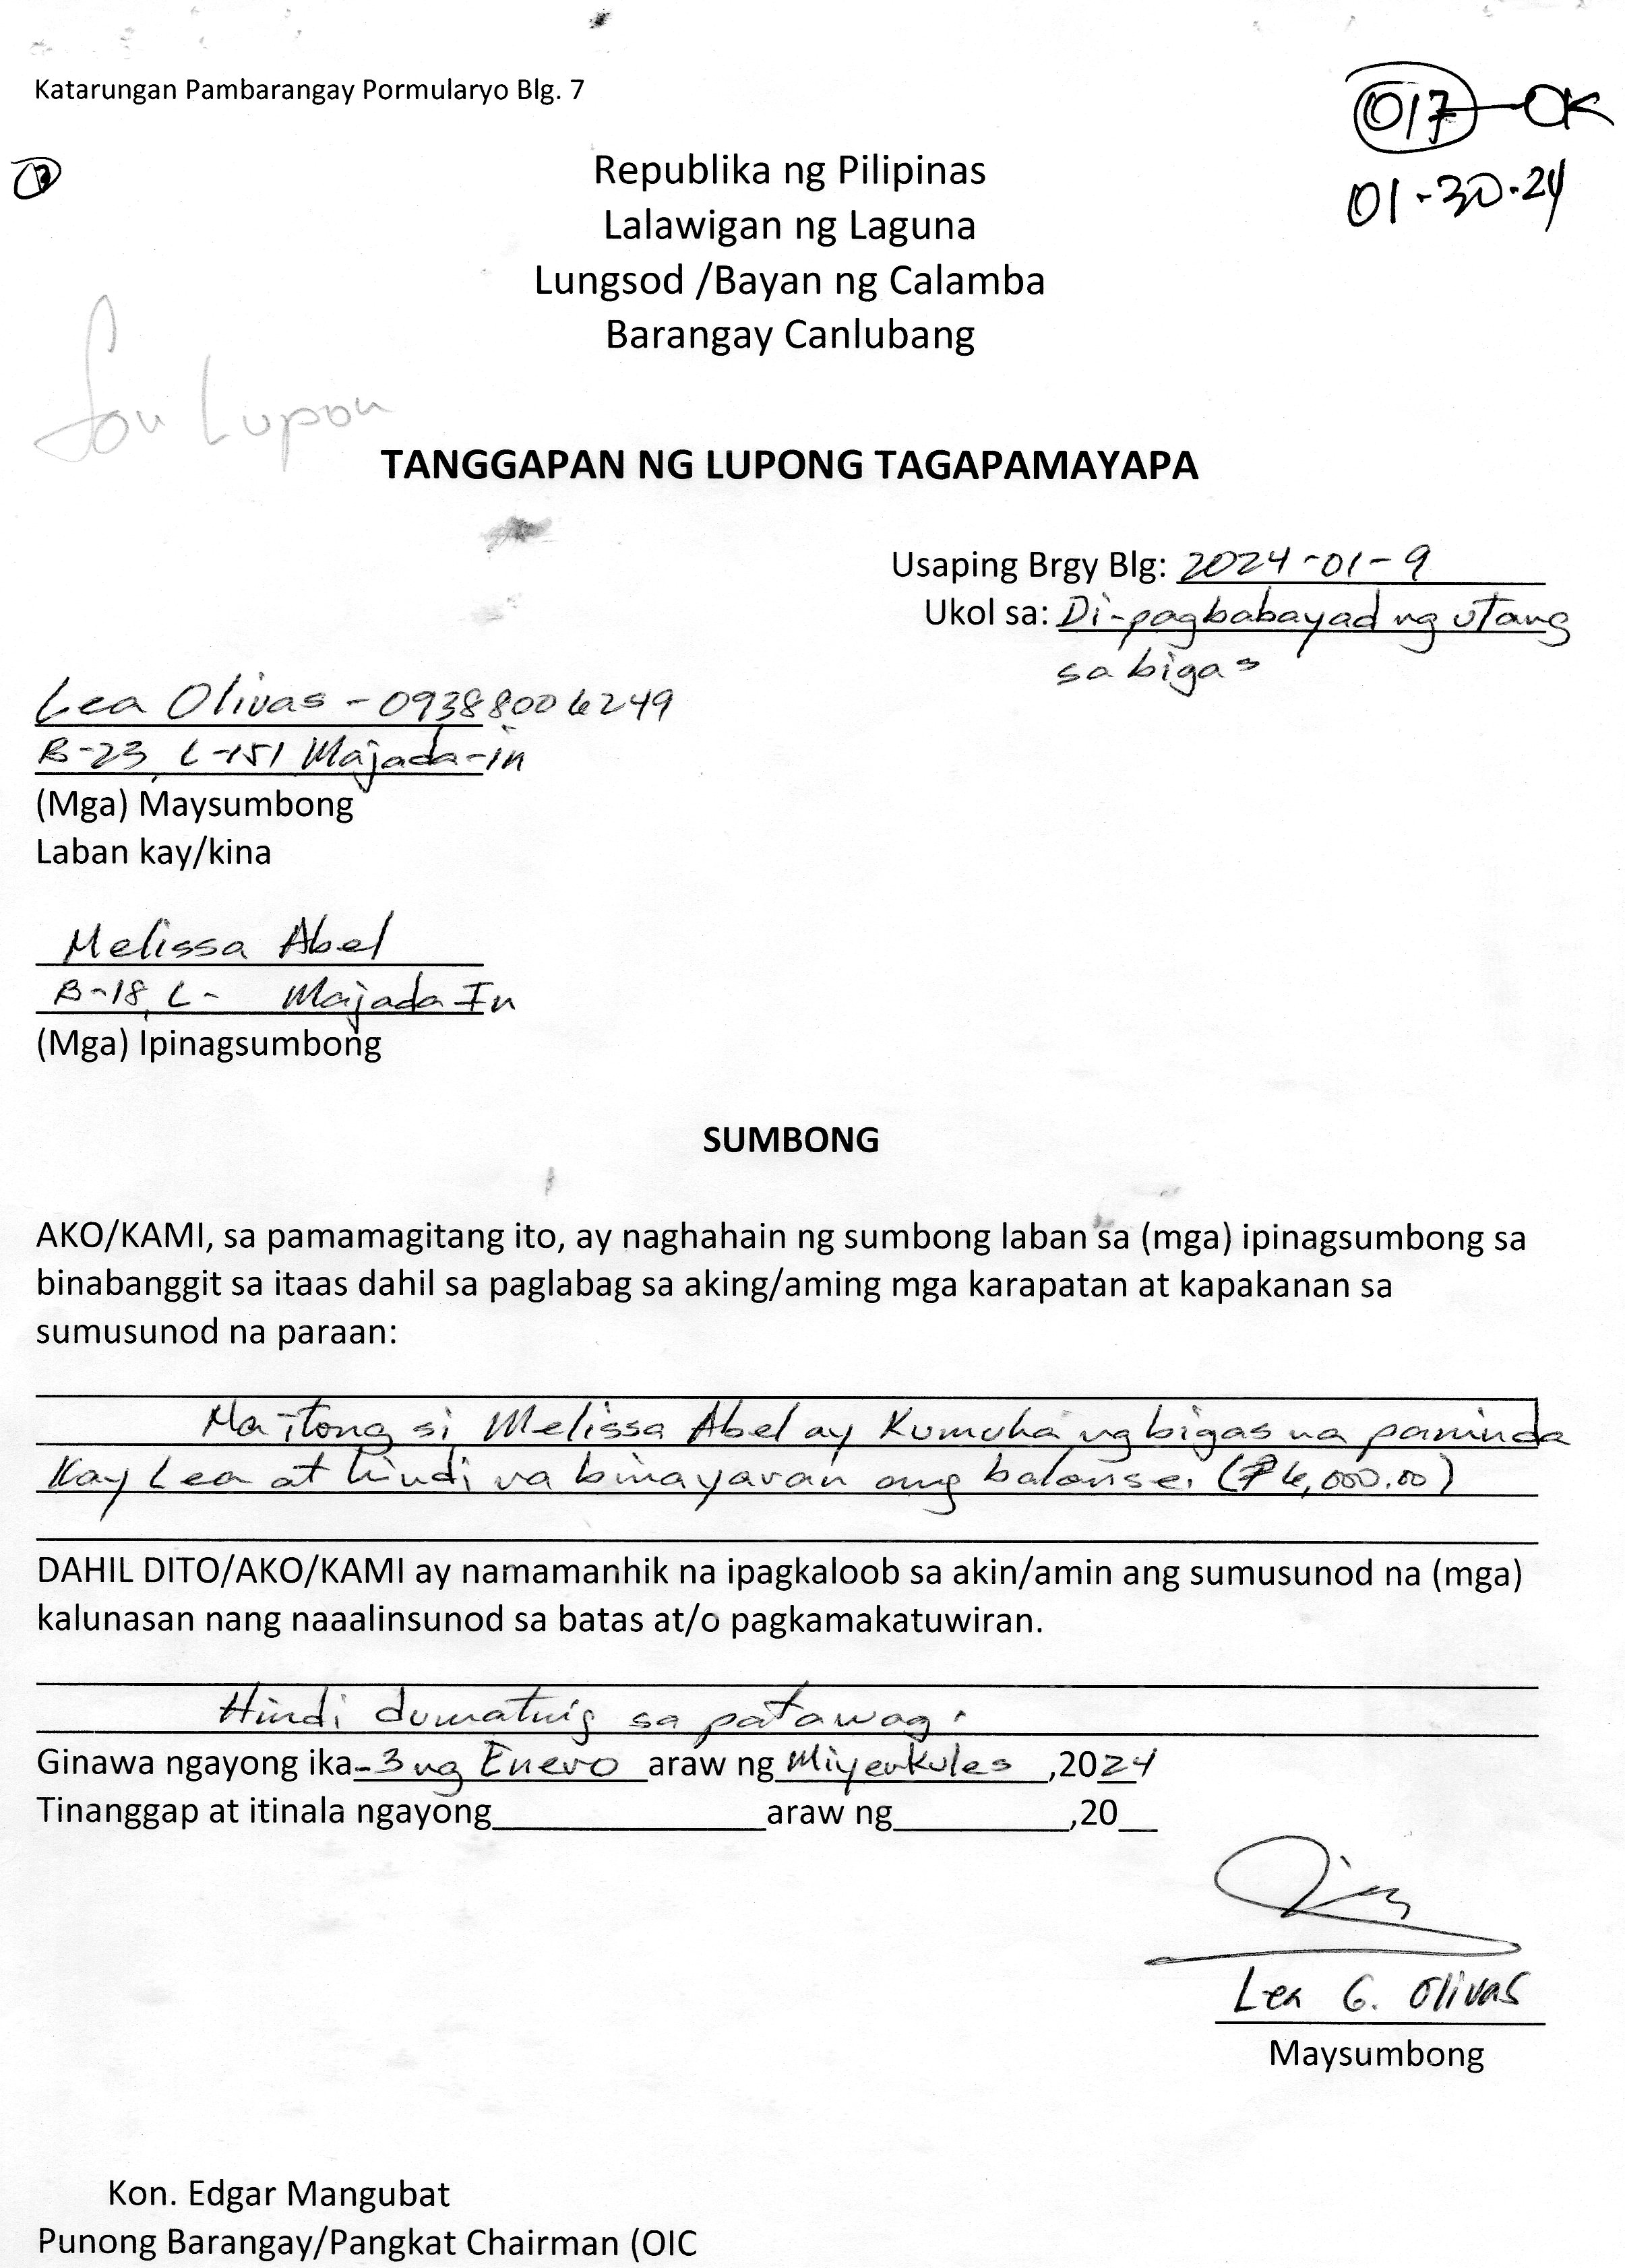 Katarungan Pambarangay Pormularyo Blg. 7
017 - OK
01-30-24
Republika ng Pilipinas
Lalawigan ng Laguna
Lungsod /Bayan ng Calamba
Barangay Canlubang
Lupon
TANGGAPAN NG LUPONG TAGAPAMAYAPA
Usaping Brgy Blg: 2024-01-9
Ukol sa: Di-pagbabayad ng utang
sa bigas
Lea Olivas - 09388006249
B-23, L-151 Majada-in
(Mga) Maysumbong
Laban kay/kina
Melissa Abel
B-18, L- Majada In
(Mga) Ipinagsumbong
SUMBONG
AKO/KAMI, sa pamamagitang ito, ay naghahain ng sumbong laban sa (mga) ipinagsumbong sa
binabanggit sa itaas dahil sa paglabag sa aking/aming mga karapatan at kapakanan sa
sumusunod na paraan:
Na itong si Melissa Abel ay Kumuha ng bigas na paninda
Kay Lea at hindi na binayaran ang balanse. (₱6,000.00)
DAHIL DITO/AKO/KAMI ay namamanhik na ipagkaloob sa akin/amin ang sumusunod na (mga)
kalunasan nang naaalinsunod sa batas at/o pagkamakatuwiran.
Hindi dumating sa patawag.
Ginawa ngayong ika-3 ng Enero araw ng Miyerkules ,2024
Tinanggap at itinala ngayong____________araw ng________,20__
Lea G. Olivas
Maysumbong
Kon. Edgar Mangubat
Punong Barangay/Pangkat Chairman (OIC